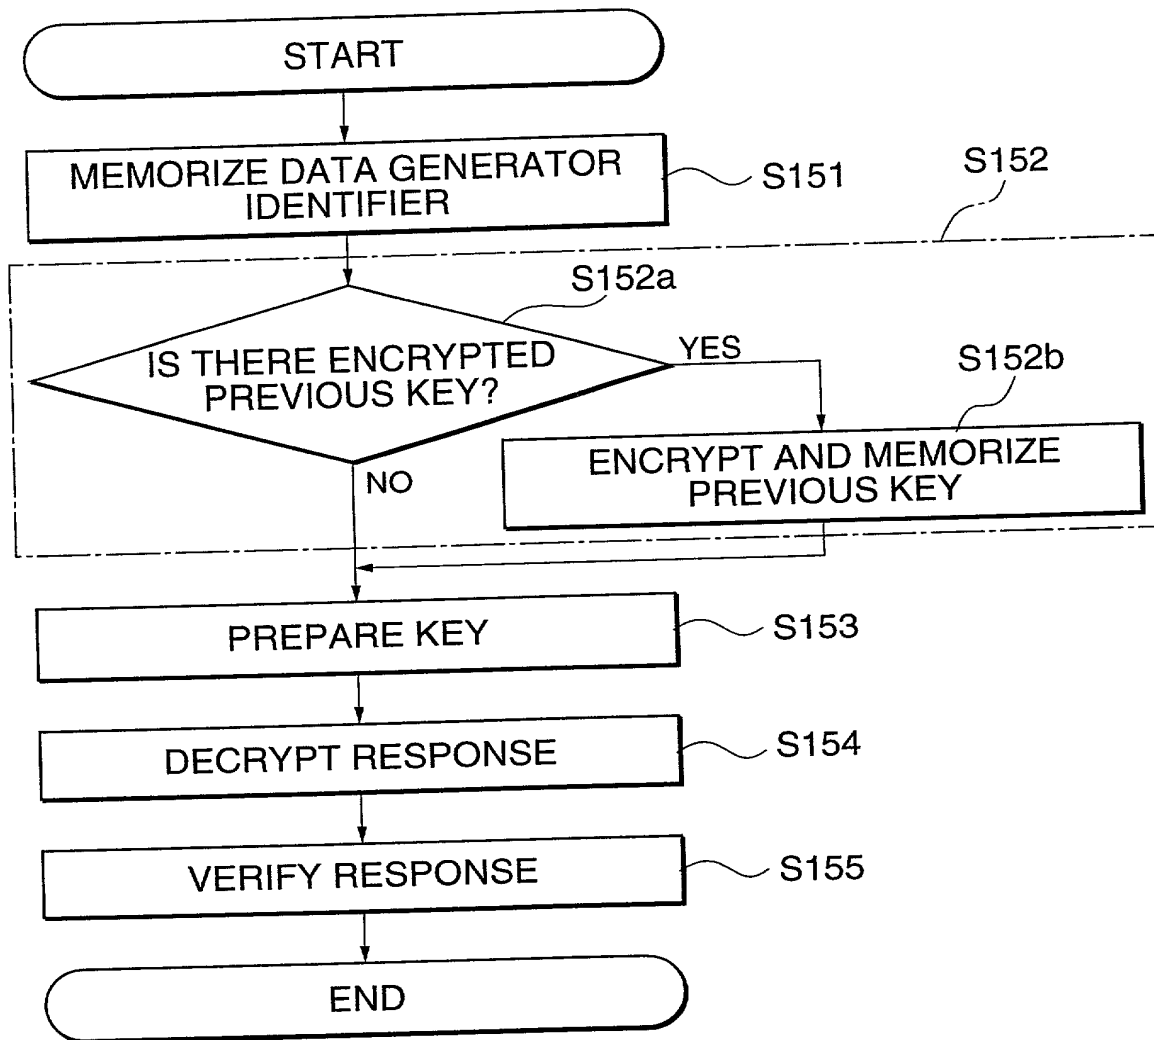 START
MEMORIZE DATA GENERATOR
IDENTIFIER
S151
S152
S152a
IS THERE ENCRYPTED
PREVIOUS KEY?
YES
S152b
ENCRYPT AND MEMORIZE
PREVIOUS KEY
NO
PREPARE KEY
S153
DECRYPT RESPONSE
S154
VERIFY RESPONSE
S155
END